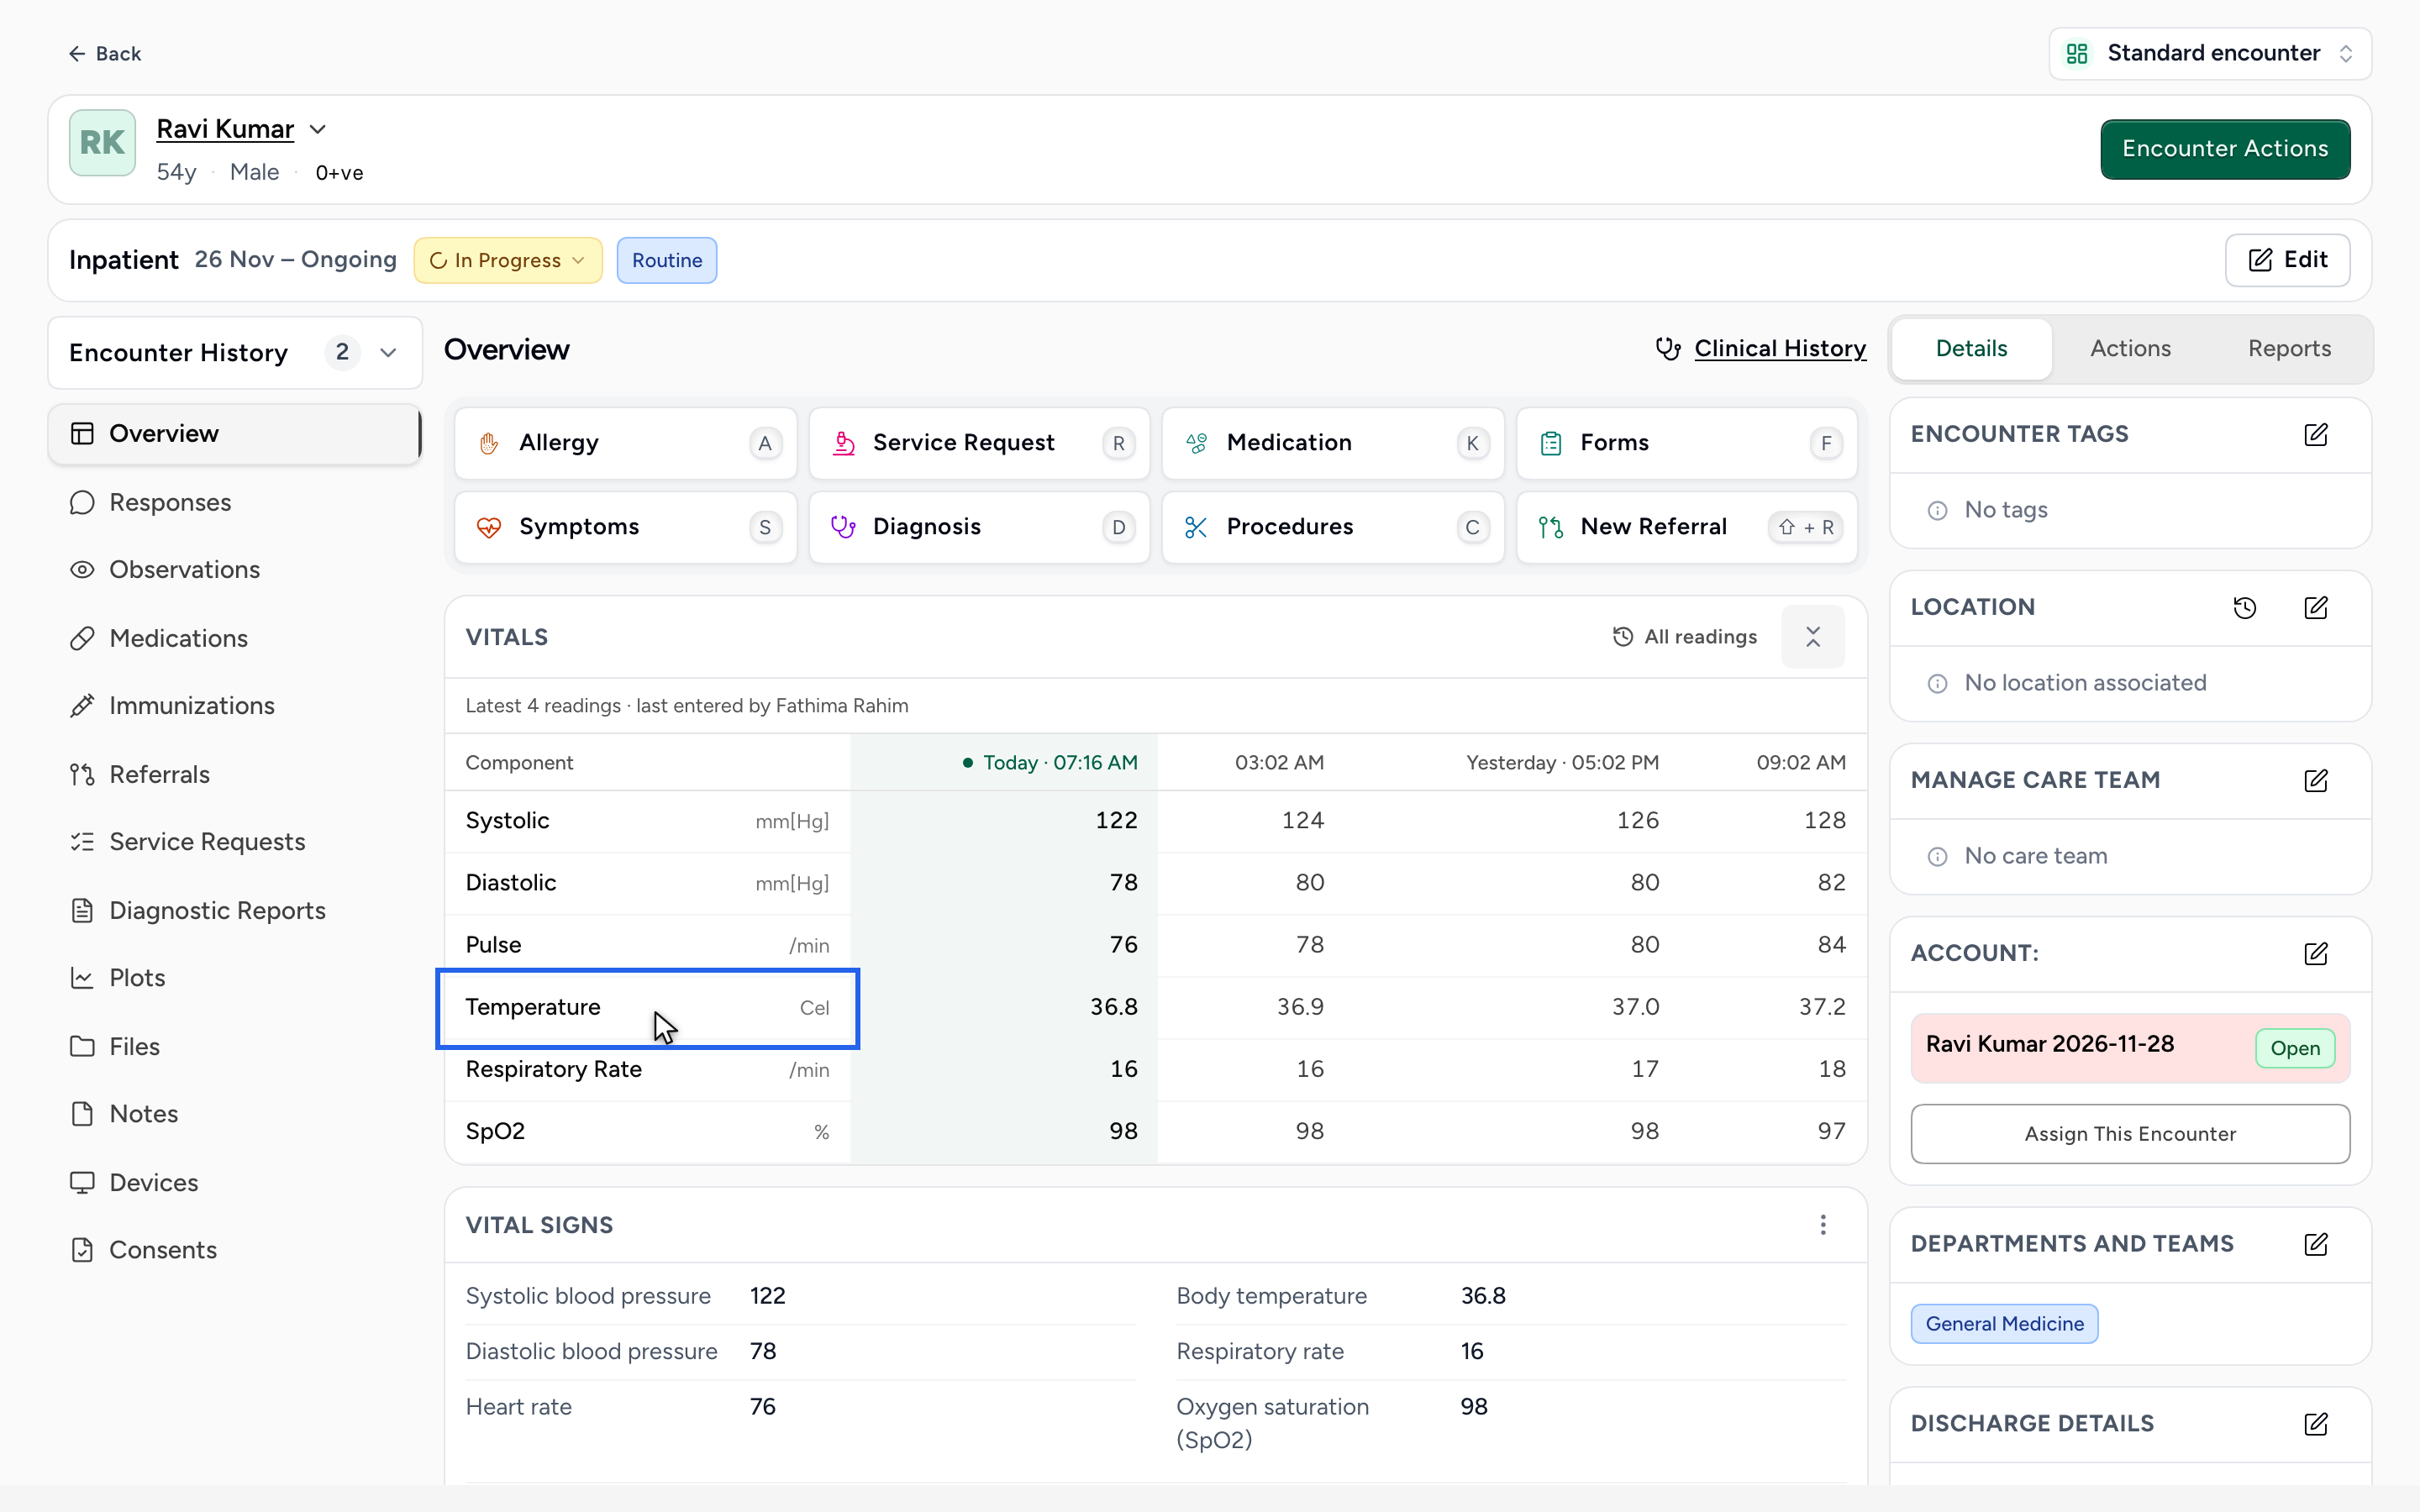 Back
Standard encounter
RK
Ravi Kumar
54y · Male · 0+ve
Encounter Actions
Inpatient 26 Nov – Ongoing In Progress Routine
Edit
Encounter History 2
Overview
Responses
Observations
Medications
Immunizations
Referrals
Service Requests
Diagnostic Reports
Plots
Files
Notes
Devices
Consents
Overview
Clinical History
Allergy A
Service Request R
Medication K
Forms F
Symptoms S
Diagnosis D
Procedures C
New Referral ⇧ + R
VITALS
All readings
Latest 4 readings · last entered by Fathima Rahim
Component Today · 07:16 AM 03:02 AM Yesterday · 05:02 PM 09:02 AM
Systolic mm[Hg] 122 124 126 128
Diastolic mm[Hg] 78 80 80 82
Pulse /min 76 78 80 84
Temperature Cel 36.8 36.9 37.0 37.2
Respiratory Rate /min 16 16 17 18
SpO2 % 98 98 98 97
VITAL SIGNS
Systolic blood pressure 122
Body temperature 36.8
Diastolic blood pressure 78
Respiratory rate 16
Heart rate 76
Oxygen saturation 98
(SpO2)
Details Actions Reports
ENCOUNTER TAGS
No tags
LOCATION
No location associated
MANAGE CARE TEAM
No care team
ACCOUNT:
Ravi Kumar 2026-11-28 Open
Assign This Encounter
DEPARTMENTS AND TEAMS
General Medicine
DISCHARGE DETAILS